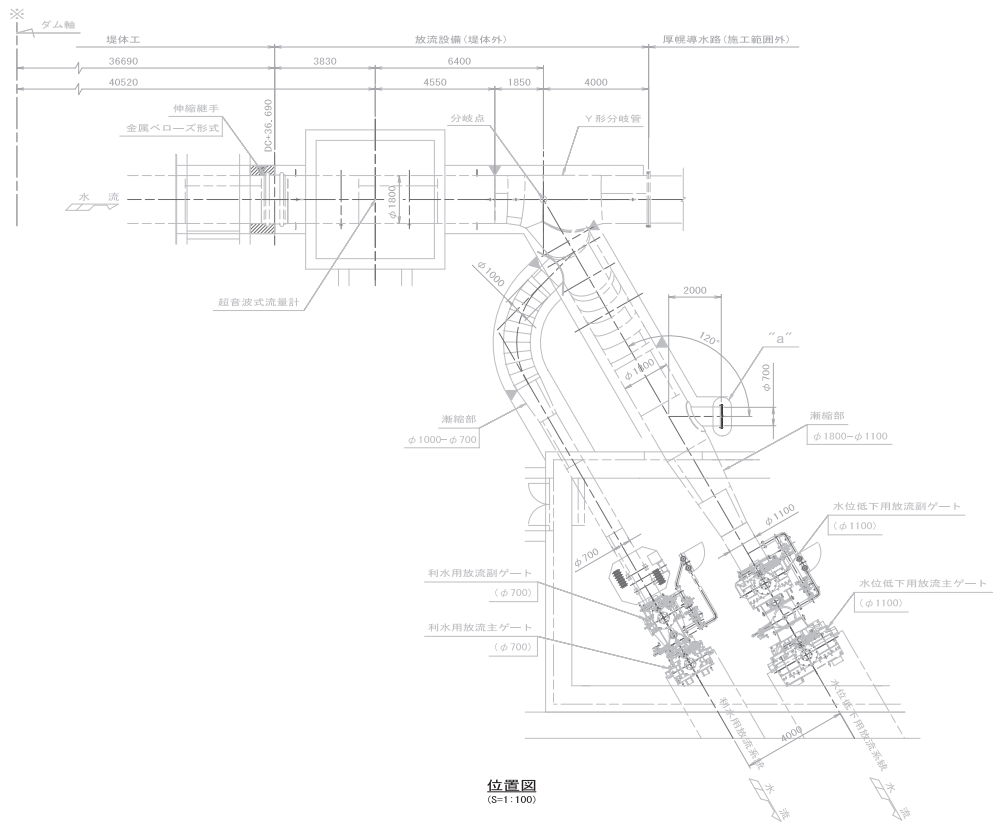 ※
ダム軸
堤体工
放流設備(堤体外)
厚幌導水路(施工範囲外)
36690
3830
6400
40520
4550
1850
4000
伸縮継手
金属ベローズ形式
DC+36.690
分岐点
Y形分岐管
水 流
φ1800
φ1000
超音波式流量計
2000
120°
"a"
φ700
φ1800
漸縮部
φ1000-φ700
漸縮部
φ1800-φ1100
φ1100
水位低下用放流副ゲート
(φ1100)
φ700
利水用放流副ゲート
(φ700)
水位低下用放流主ゲート
(φ1100)
利水用放流主ゲート
(φ700)
利水用放流系統
水位低下用放流系統
4000
水 流
水 流
位置図
(S=1:100)